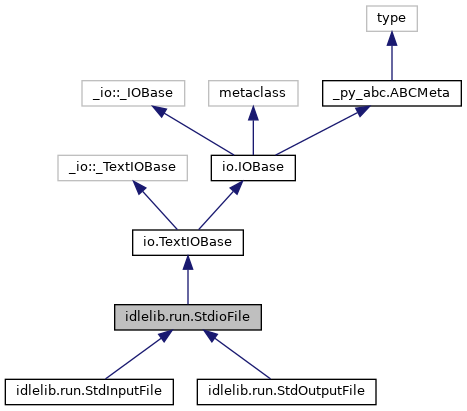 type
_io::_IOBase
metaclass
_py_abc.ABCMeta
_io::_TextIOBase
io.IOBase
io.TextIOBase
idlelib.run.StdioFile
idlelib.run.StdInputFile
idlelib.run.StdOutputFile